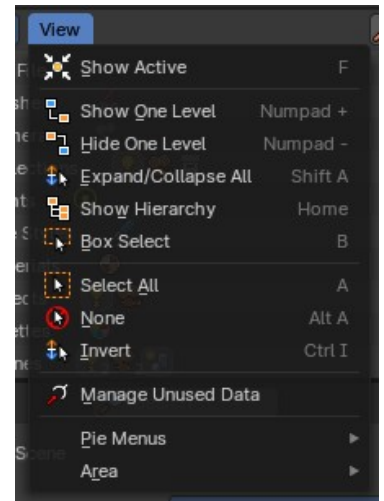 View
Show Active F
Show One Level Numpad +
Hide One Level Numpad -
Expand/Collapse All Shift A
Show Hierarchy Home
Box Select B
Select All A
None Alt A
Invert Ctrl I
Manage Unused Data
Pie Menus
Area